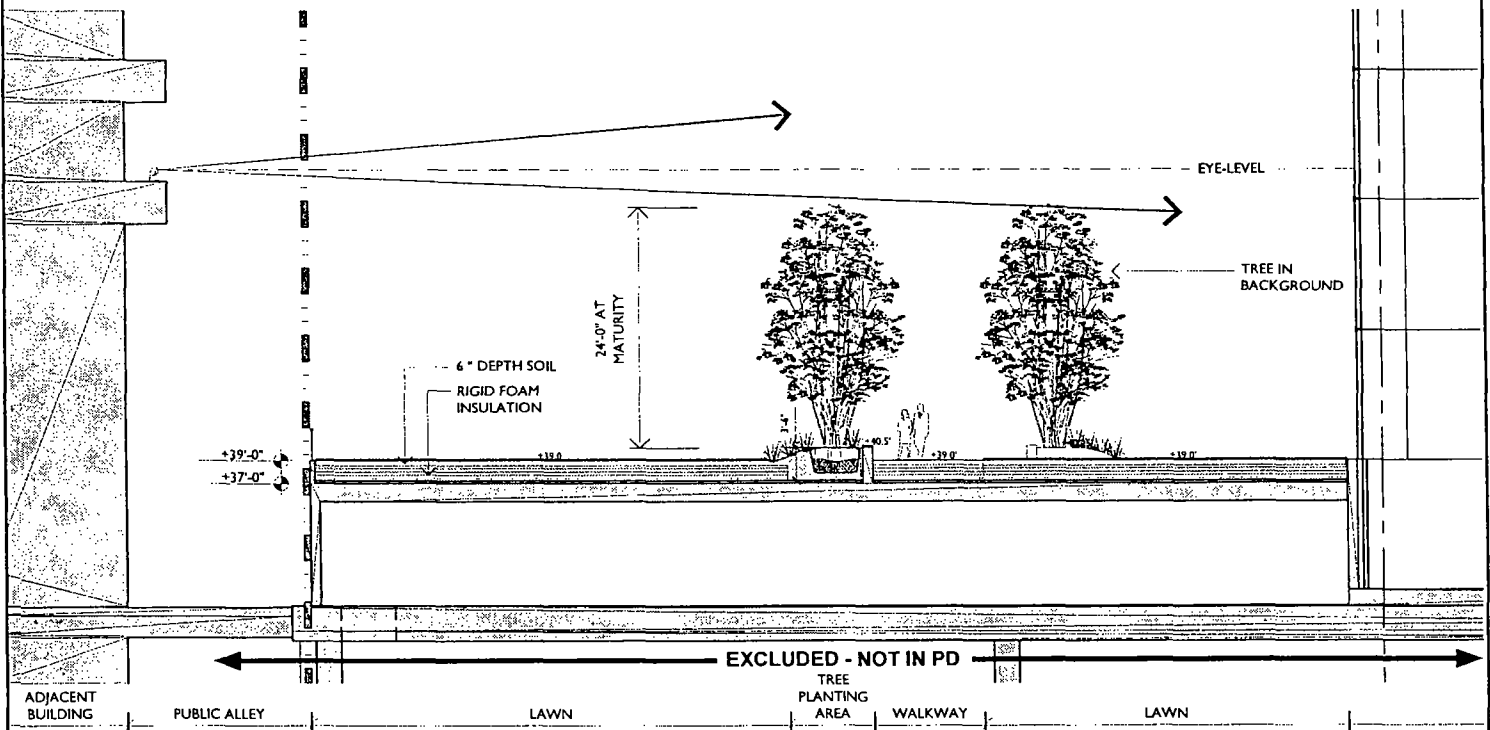 EYE-LEVEL
TREE IN
BACKGROUND
24'-0" AT
MATURITY
6 " DEPTH SOIL
RIGID FOAM
INSULATION
+39'-0"
+37'-0"
+39.0
+40.5'
+39.0'
+39.0'
EXCLUDED - NOT IN PD
ADJACENT
BUILDING
PUBLIC ALLEY
LAWN
TREE
PLANTING
AREA
WALKWAY
LAWN